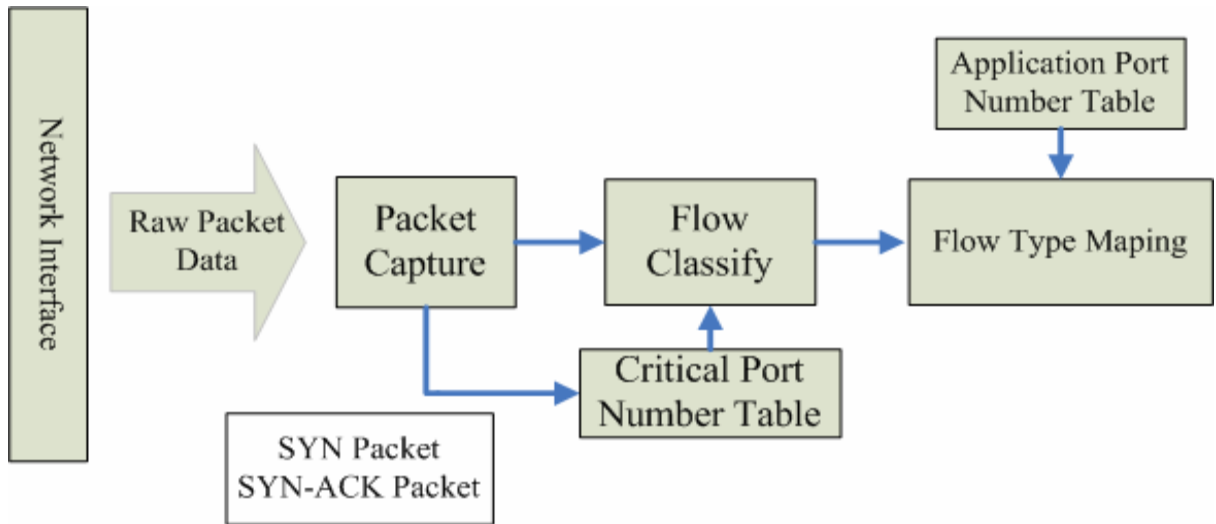 Network Interface
Raw Packet
Data
Packet
Capture
Flow
Classify
Application Port
Number Table
Flow Type Maping
Critical Port
Number Table
SYN Packet
SYN-ACK Packet